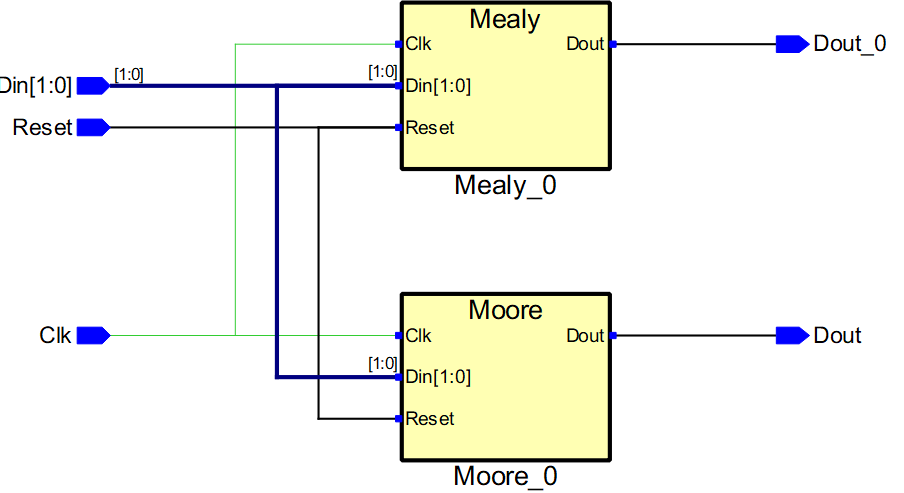 Mealy
Clk
Dout
Dout_0
Din[1:0]
[1:0]
[1:0]
Din[1:0]
Reset
Reset
Mealy_0
Moore
Clk
Clk
Dout
Dout
[1:0]
Din[1:0]
Reset
Moore_0